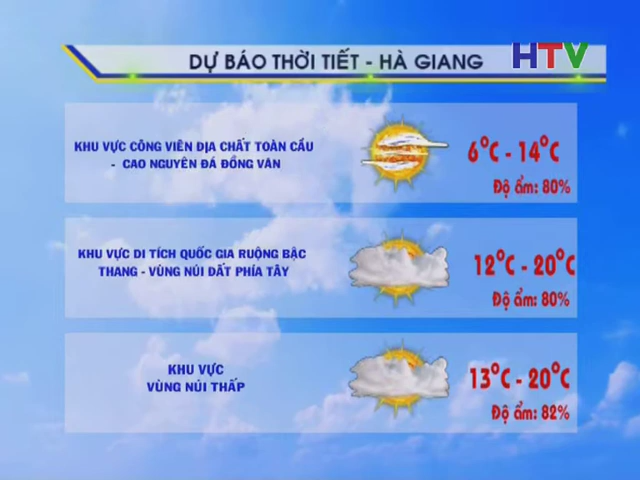 DỰ BÁO THỜI TIẾT - HÀ GIANG
HTV
KHU VỰC CÔNG VIÊN ĐỊA CHẤT TOÀN CẦU
- CAO NGUYÊN ĐÁ ĐỒNG VĂN
6°C - 14°C
Độ ẩm: 80%
KHU VỰC DI TÍCH QUỐC GIA RUỘNG BẬC
THANG - VÙNG NÚI ĐẤT PHÍA TÂY
12°C - 20°C
Độ ẩm: 80%
KHU VỰC
VÙNG NÚI THẤP
13°C - 20°C
Độ ẩm: 82%